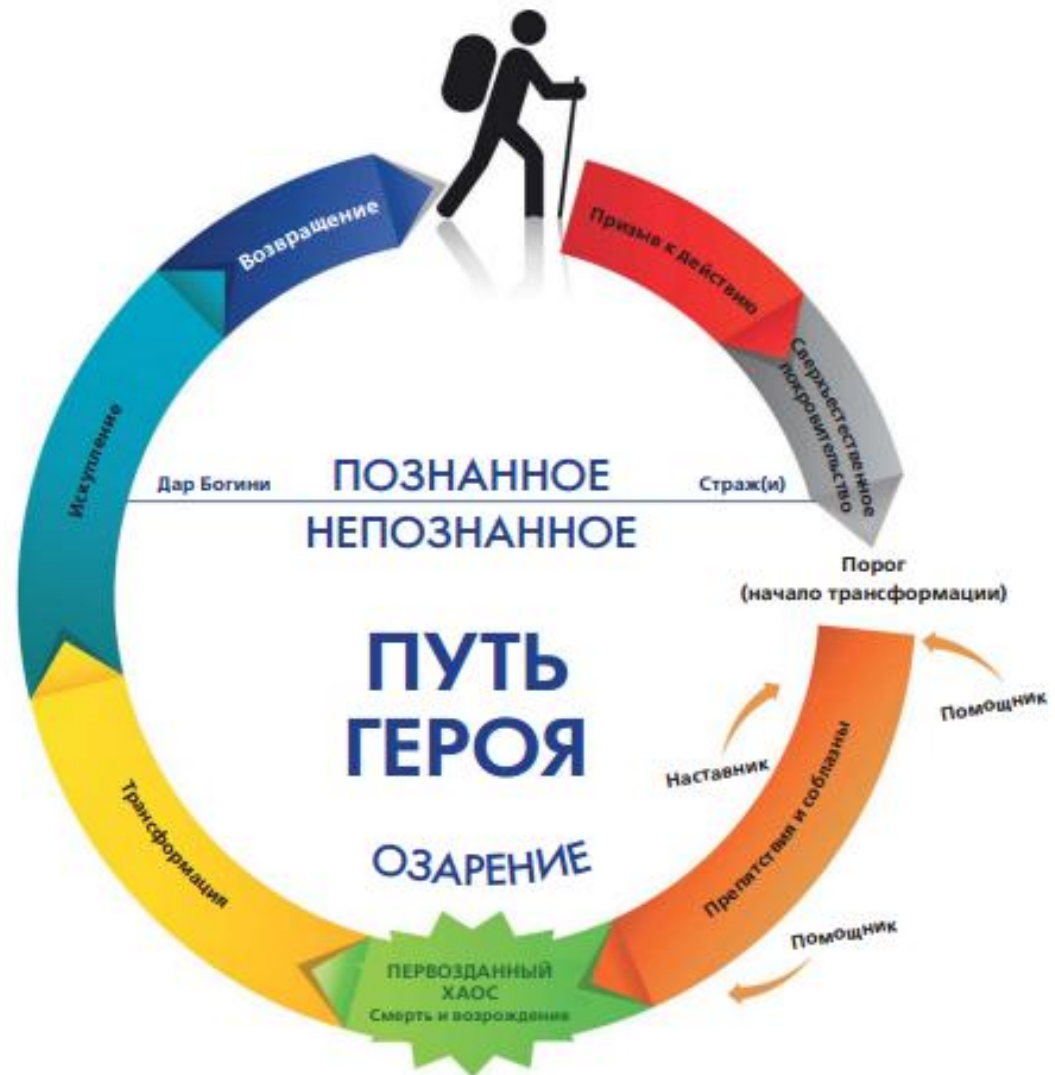 Возвращение
Призыв к действию
Сверхъестественное
покровительство
Искупление
Дар Богини
ПОЗНАННОЕ
Страж(и)
НЕПОЗНАННОЕ
Порог
(начало трансформации)
ПУТЬ
ГЕРОЯ
Помощник
Наставник
Препятствия и соблазны
Трансформация
ОЗАРЕНИЕ
Помощник
ПЕРВОЗДАННЫЙ
ХАОС
Смерть и возрождение